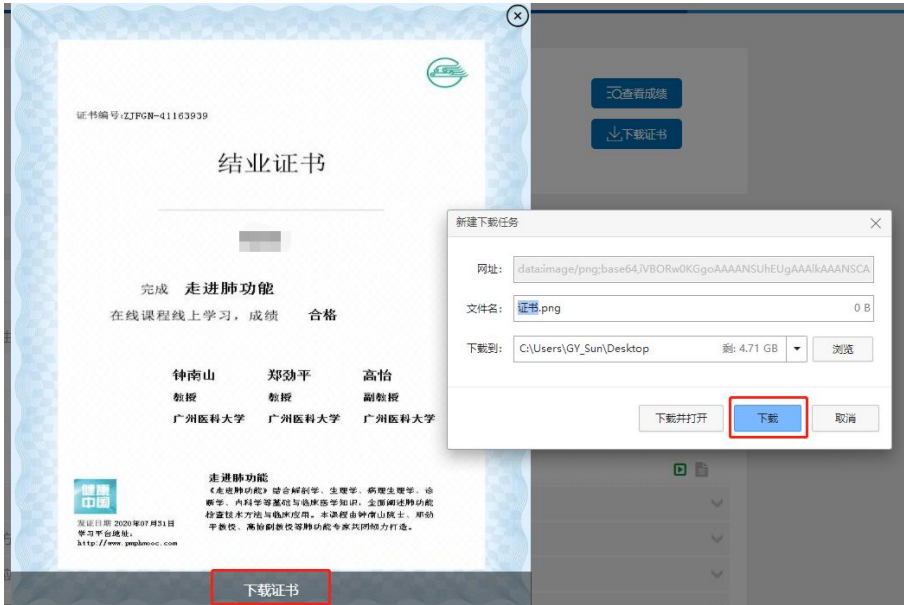 证书编号:ZJFGN-41163939
结业证书
完成 走进肺功能
在线课程线上学习，成绩 合格
钟南山 郑劲平 高怡
教授 教授 副教授
广州医科大学 广州医科大学 广州医科大学
健康
中国
发证日期 2020年07月31日
学习平台地址:
http://www.pmphmooc.com
走进肺功能
《走进肺功能》结合解剖学、生理学、病理生理学、诊
断学、内科学等基础与临床医学知识，全面阐述肺功能
检查技术方法与临床应用。本课程由钟南山院士、郑劲
平教授、高怡副教授等肺功能专家共同倾力打造。
下载证书
查看成绩
下载证书
新建下载任务
网址: data:image/png;base64,iVBORw0KGgoAAAANSUhEUgAAAlkAAANSCA
文件名: 证书.png 0 B
下载到: C:\Users\GY_Sun\Desktop 剩: 4.71 GB 浏览
下载并打开 下载 取消